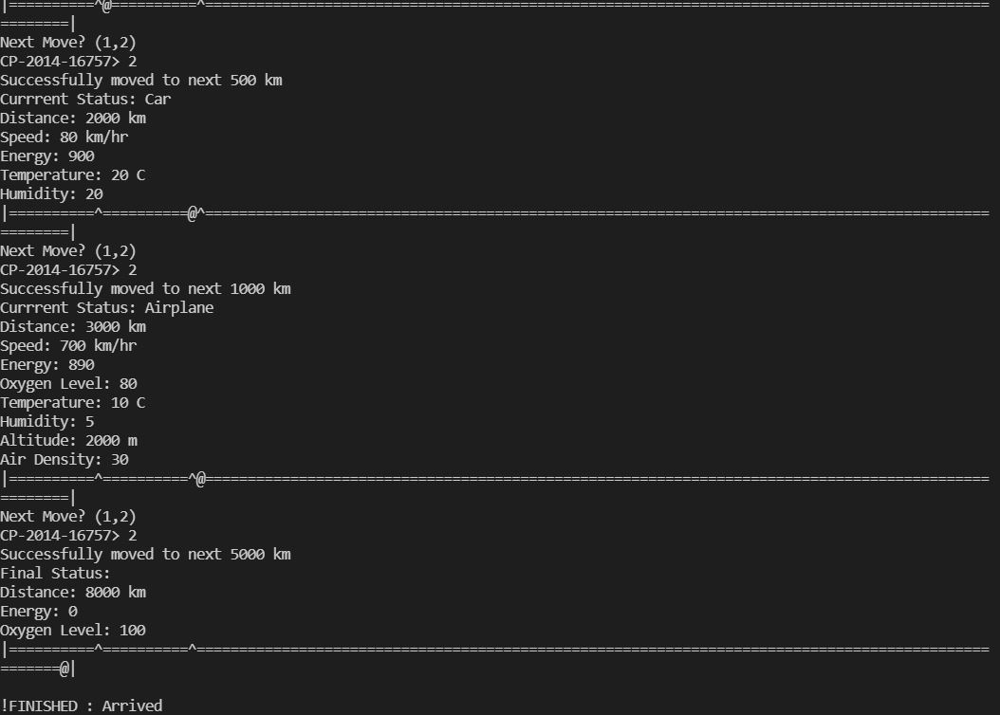 |==========^@==========^============================================================================================
========|
Next Move? (1,2)
CP-2014-16757> 2
Successfully moved to next 500 km
Currrent Status: Car
Distance: 2000 km
Speed: 80 km/hr
Energy: 900
Temperature: 20 C
Humidity: 20
|==========^==========@^============================================================================================
========|
Next Move? (1,2)
CP-2014-16757> 2
Successfully moved to next 1000 km
Currrent Status: Airplane
Distance: 3000 km
Speed: 700 km/hr
Energy: 890
Oxygen Level: 80
Temperature: 10 C
Humidity: 5
Altitude: 2000 m
Air Density: 30
|==========^==========^@============================================================================================
========|
Next Move? (1,2)
CP-2014-16757> 2
Successfully moved to next 5000 km
Final Status:
Distance: 8000 km
Energy: 0
Oxygen Level: 100
|==========^==========^=============================================================================================
=======@|
!FINISHED : Arrived